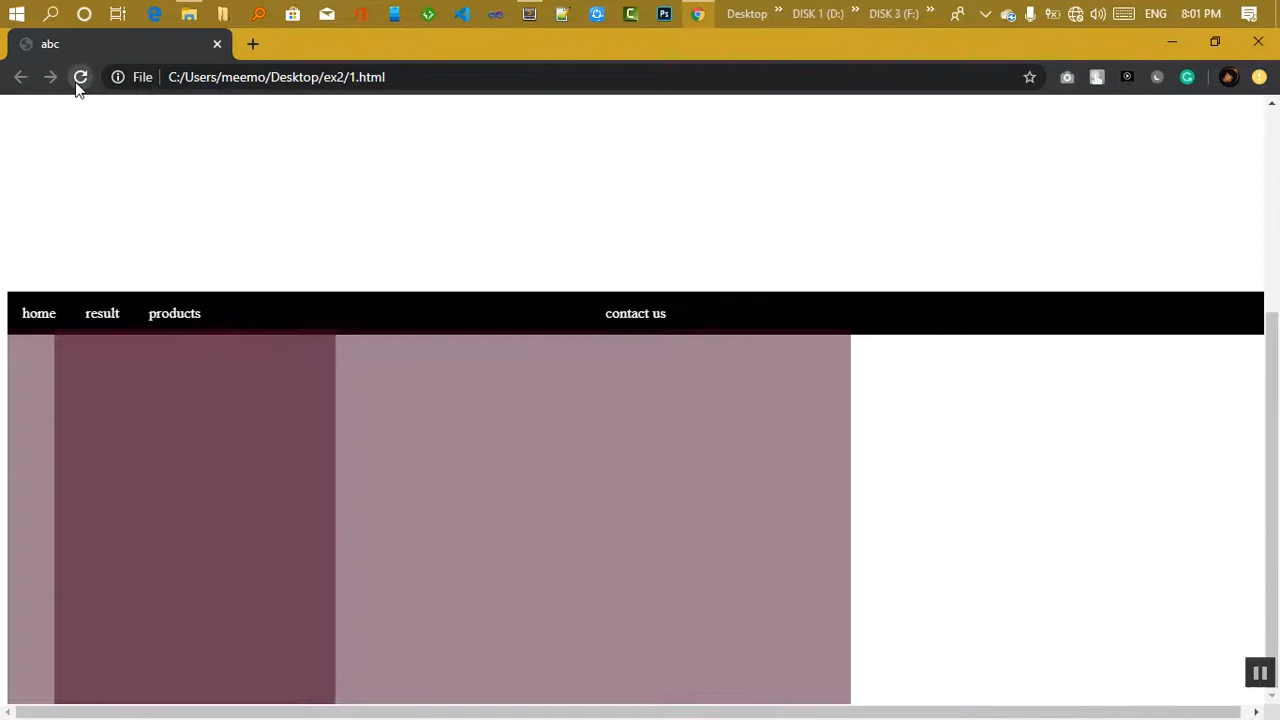 Desktop » DISK 1 (D:) » DISK 3 (F:) » ENG 8:01 PM
abc
File C:/Users/meemo/Desktop/ex2/1.html
home result products contact us